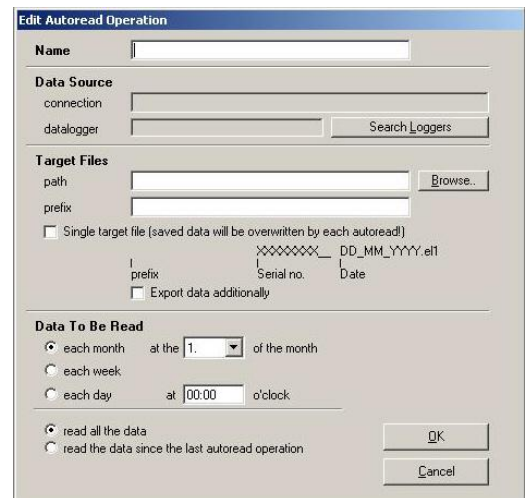 Edit Autoread Operation
Name
Data Source
connection
datalogger
Search Loggers
Target Files
path
Browse..
prefix
Single target file (saved data will be overwritten by each autoread!)
XXXXXXXX__ DD_MM_YYYY.el1
prefix Serial no. Date
Export data additionally
Data To Be Read
each month at the 1. of the month
each week
each day at 00:00 o'clock
read all the data
read the data since the last autoread operation
OK
Cancel